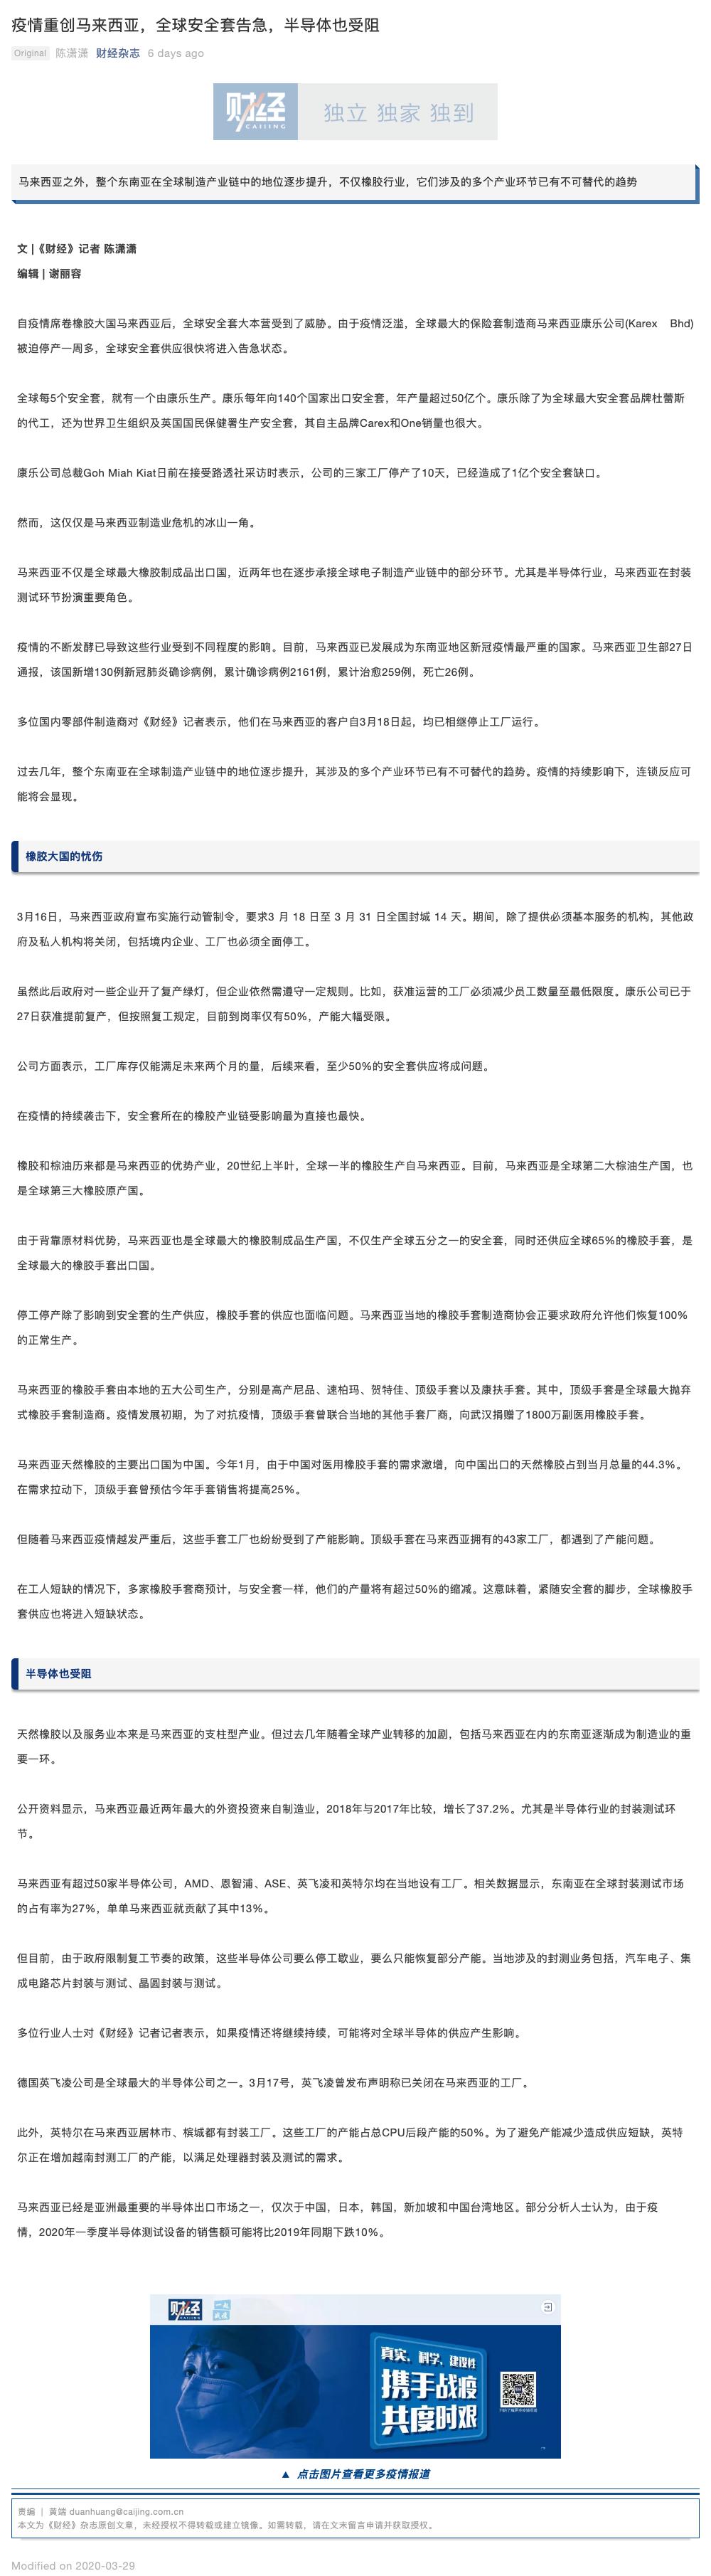 疫情重创马来西亚，全球安全套告急，半导体也受阻
Original 陈潇潇 财经杂志 6 days ago
财经 CAIJING 独立 独家 独到
马来西亚之外，整个东南亚在全球制造产业链中的地位逐步提升，不仅橡胶行业，它们涉及的多个产业环节已有不可替代的趋势
文 |《财经》记者 陈潇潇
编辑 | 谢丽容
自疫情席卷橡胶大国马来西亚后，全球安全套大本营受到了威胁。由于疫情泛滥，全球最大的保险套制造商马来西亚康乐公司(Karex Bhd)
被迫停产一周多，全球安全套供应很快将进入告急状态。
全球每5个安全套，就有一个由康乐生产。康乐每年向140个国家出口安全套，年产量超过50亿个。康乐除了为全球最大安全套品牌杜蕾斯
的代工，还为世界卫生组织及英国国民保健署生产安全套，其自主品牌Carex和One销量也很大。
康乐公司总裁Goh Miah Kiat日前在接受路透社采访时表示，公司的三家工厂停产了10天，已经造成了1亿个安全套缺口。
然而，这仅仅是马来西亚制造业危机的冰山一角。
马来西亚不仅是全球最大橡胶制成品出口国，近两年也在逐步承接全球电子制造产业链中的部分环节。尤其是半导体行业，马来西亚在封装
测试环节扮演重要角色。
疫情的不断发酵已导致这些行业受到不同程度的影响。目前，马来西亚已发展成为东南亚地区新冠疫情最严重的国家。马来西亚卫生部27日
通报，该国新增130例新冠肺炎确诊病例，累计确诊病例2161例，累计治愈259例，死亡26例。
多位国内零部件制造商对《财经》记者表示，他们在马来西亚的客户自3月18日起，均已相继停止工厂运行。
过去几年，整个东南亚在全球制造产业链中的地位逐步提升，其涉及的多个产业环节已有不可替代的趋势。疫情的持续影响下，连锁反应可
能将会显现。
橡胶大国的忧伤
3月16日，马来西亚政府宣布实施行动管制令，要求3 月 18 日至 3 月 31 日全国封城 14 天。期间，除了提供必须基本服务的机构，其他政
府及私人机构将关闭，包括境内企业、工厂也必须全面停工。
虽然此后政府对一些企业开了复产绿灯，但企业依然需遵守一定规则。比如，获准运营的工厂必须减少员工数量至最低限度。康乐公司已于
27日获准提前复产，但按照复工规定，目前到岗率仅有50%，产能大幅受限。
公司方面表示，工厂库存仅能满足未来两个月的量，后续来看，至少50%的安全套供应将成问题。
在疫情的持续袭击下，安全套所在的橡胶产业链受影响最为直接也最快。
橡胶和棕油历来都是马来西亚的优势产业，20世纪上半叶，全球一半的橡胶生产自马来西亚。目前，马来西亚是全球第二大棕油生产国，也
是全球第三大橡胶原产国。
由于背靠原材料优势，马来西亚也是全球最大的橡胶制成品生产国，不仅生产全球五分之一的安全套，同时还供应全球65%的橡胶手套，是
全球最大的橡胶手套出口国。
停工停产除了影响到安全套的生产供应，橡胶手套的供应也面临问题。马来西亚当地的橡胶手套制造商协会正要求政府允许他们恢复100%
的正常生产。
马来西亚的橡胶手套由本地的五大公司生产，分别是高产尼品、速柏玛、贺特佳、顶级手套以及康扶手套。其中，顶级手套是全球最大抛弃
式橡胶手套制造商。疫情发展初期，为了对抗疫情，顶级手套曾联合当地的其他手套厂商，向武汉捐赠了1800万副医用橡胶手套。
马来西亚天然橡胶的主要出口国为中国。今年1月，由于中国对医用橡胶手套的需求激增，向中国出口的天然橡胶占到当月总量的44.3%。
在需求拉动下，顶级手套曾预估今年手套销售将提高25%。
但随着马来西亚疫情越发严重后，这些手套工厂也纷纷受到了产能影响。顶级手套在马来西亚拥有的43家工厂，都遇到了产能问题。
在工人短缺的情况下，多家橡胶手套商预计，与安全套一样，他们的产量将有超过50%的缩减。这意味着，紧随安全套的脚步，全球橡胶手
套供应也将进入短缺状态。
半导体也受阻
天然橡胶以及服务业本来是马来西亚的支柱型产业。但过去几年随着全球产业转移的加剧，包括马来西亚在内的东南亚逐渐成为制造业的重
要一环。
公开资料显示，马来西亚最近两年最大的外资投资来自制造业，2018年与2017年比较，增长了37.2%。尤其是半导体行业的封装测试环
节。
马来西亚有超过50家半导体公司，AMD、恩智浦、ASE、英飞凌和英特尔均在当地设有工厂。相关数据显示，东南亚在全球封装测试市场
的占有率为27%，单单马来西亚就贡献了其中13%。
但目前，由于政府限制复工节奏的政策，这些半导体公司要么停工歇业，要么只能恢复部分产能。当地涉及的封测业务包括，汽车电子、集
成电路芯片封装与测试、晶圆封装与测试。
多位行业人士对《财经》记者记者表示，如果疫情还将继续持续，可能将对全球半导体的供应产生影响。
德国英飞凌公司是全球最大的半导体公司之一。3月17号，英飞凌曾发布声明称已关闭在马来西亚的工厂。
此外，英特尔在马来西亚居林市、槟城都有封装工厂。这些工厂的产能占总CPU后段产能的50%。为了避免产能减少造成供应短缺，英特
尔正在增加越南封测工厂的产能，以满足处理器封装及测试的需求。
马来西亚已经是亚洲最重要的半导体出口市场之一，仅次于中国，日本，韩国，新加坡和中国台湾地区。部分分析人士认为，由于疫
情，2020年一季度半导体测试设备的销售额可能将比2019年同期下跌10%。
财经 CAIJING
真实、科学、建设性
携手战疫
共度时艰
▲ 点击图片查看更多疫情报道
责编 | 黄端 duanhuang@caijing.com.cn
本文为《财经》杂志原创文章，未经授权不得转载或建立镜像。如需转载，请在文末留言申请并获取授权。
Modified on 2020-03-29